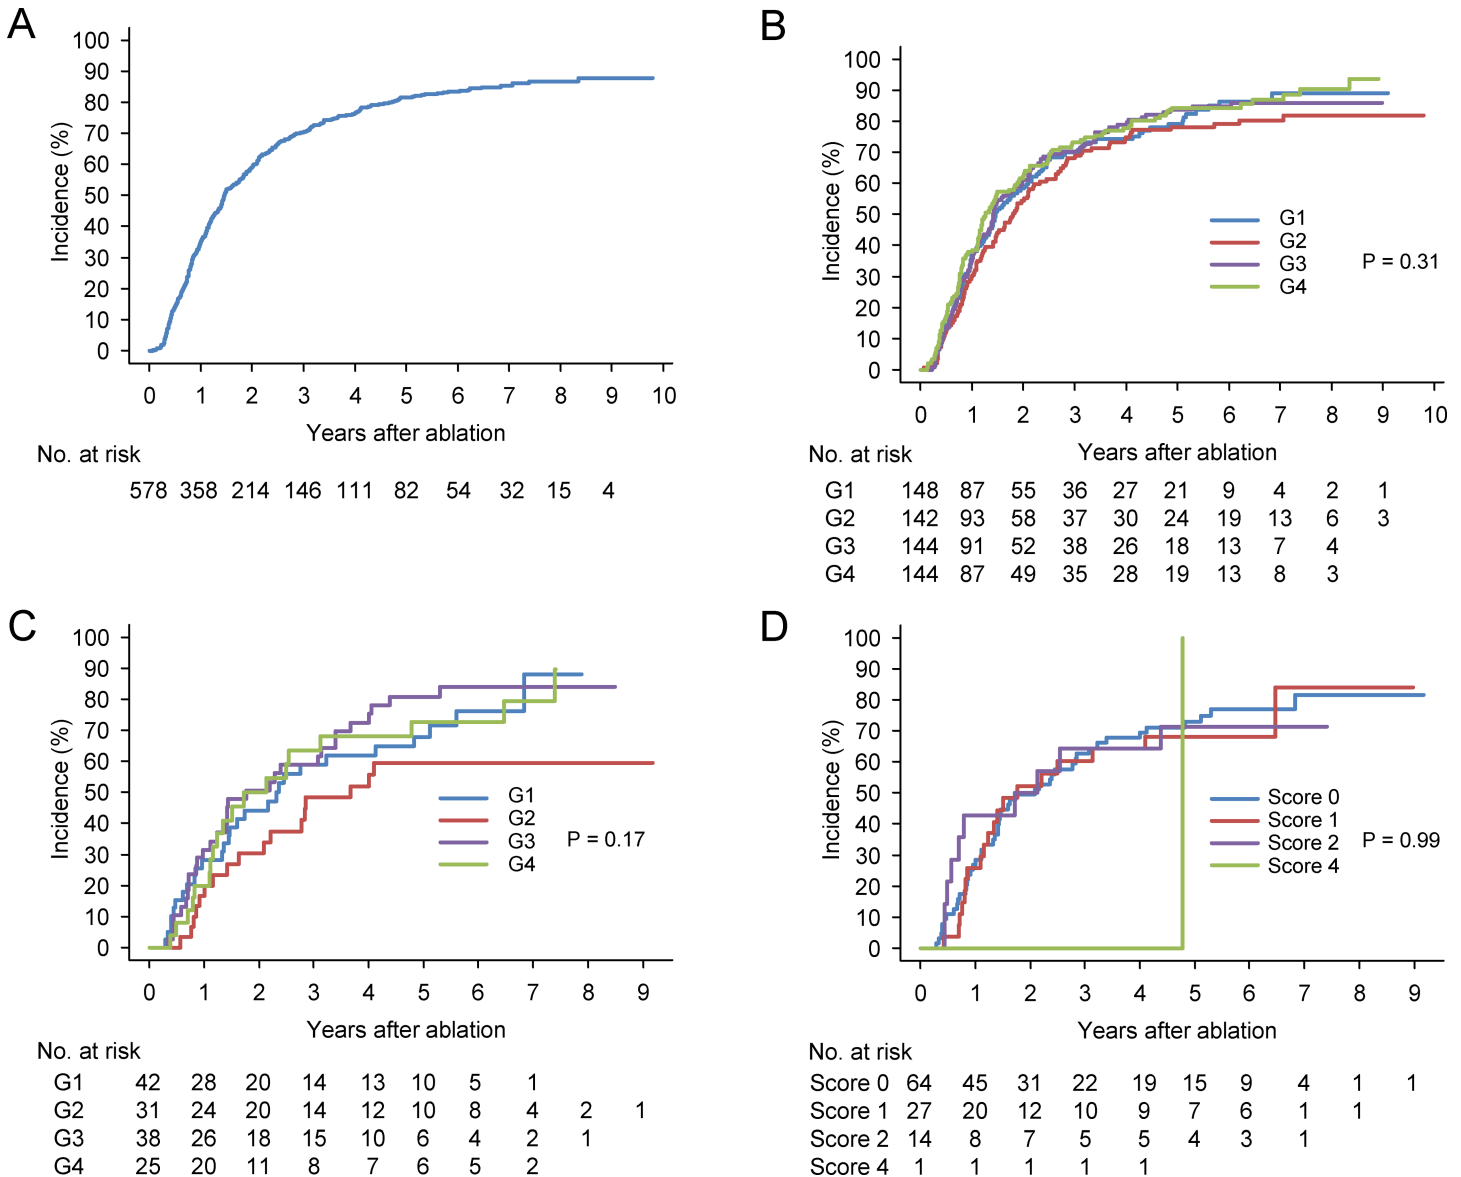 A
100
90
80
70
60
50
40
30
20
10
0
Incidence (%)
0 1 2 3 4 5 6 7 8 9 10
Years after ablation
No. at risk
578 358 214 146 111 82 54 32 15 4
B
100
90
80
70
60
50
40
30
20
10
0
Incidence (%)
G1
G2
G3
G4
P = 0.31
0 1 2 3 4 5 6 7 8 9 10
Years after ablation
No. at risk
G1 148 87 55 36 27 21 9 4 2 1
G2 142 93 58 37 30 24 19 13 6 3
G3 144 91 52 38 26 18 13 7 4
G4 144 87 49 35 28 19 13 8 3
C
100
90
80
70
60
50
40
30
20
10
0
Incidence (%)
G1
G2
G3
G4
P = 0.17
0 1 2 3 4 5 6 7 8 9
Years after ablation
No. at risk
G1 42 28 20 14 13 10 5 1
G2 31 24 20 14 12 10 8 4 2 1
G3 38 26 18 15 10 6 4 2 1
G4 25 20 11 8 7 6 5 2
D
100
90
80
70
60
50
40
30
20
10
0
Incidence (%)
Score 0
Score 1
Score 2
Score 4
P = 0.99
0 1 2 3 4 5 6 7 8 9
Years after ablation
No. at risk
Score 0 64 45 31 22 19 15 9 4 1 1
Score 1 27 20 12 10 9 7 6 1 1
Score 2 14 8 7 5 5 4 3 1
Score 4 1 1 1 1 1